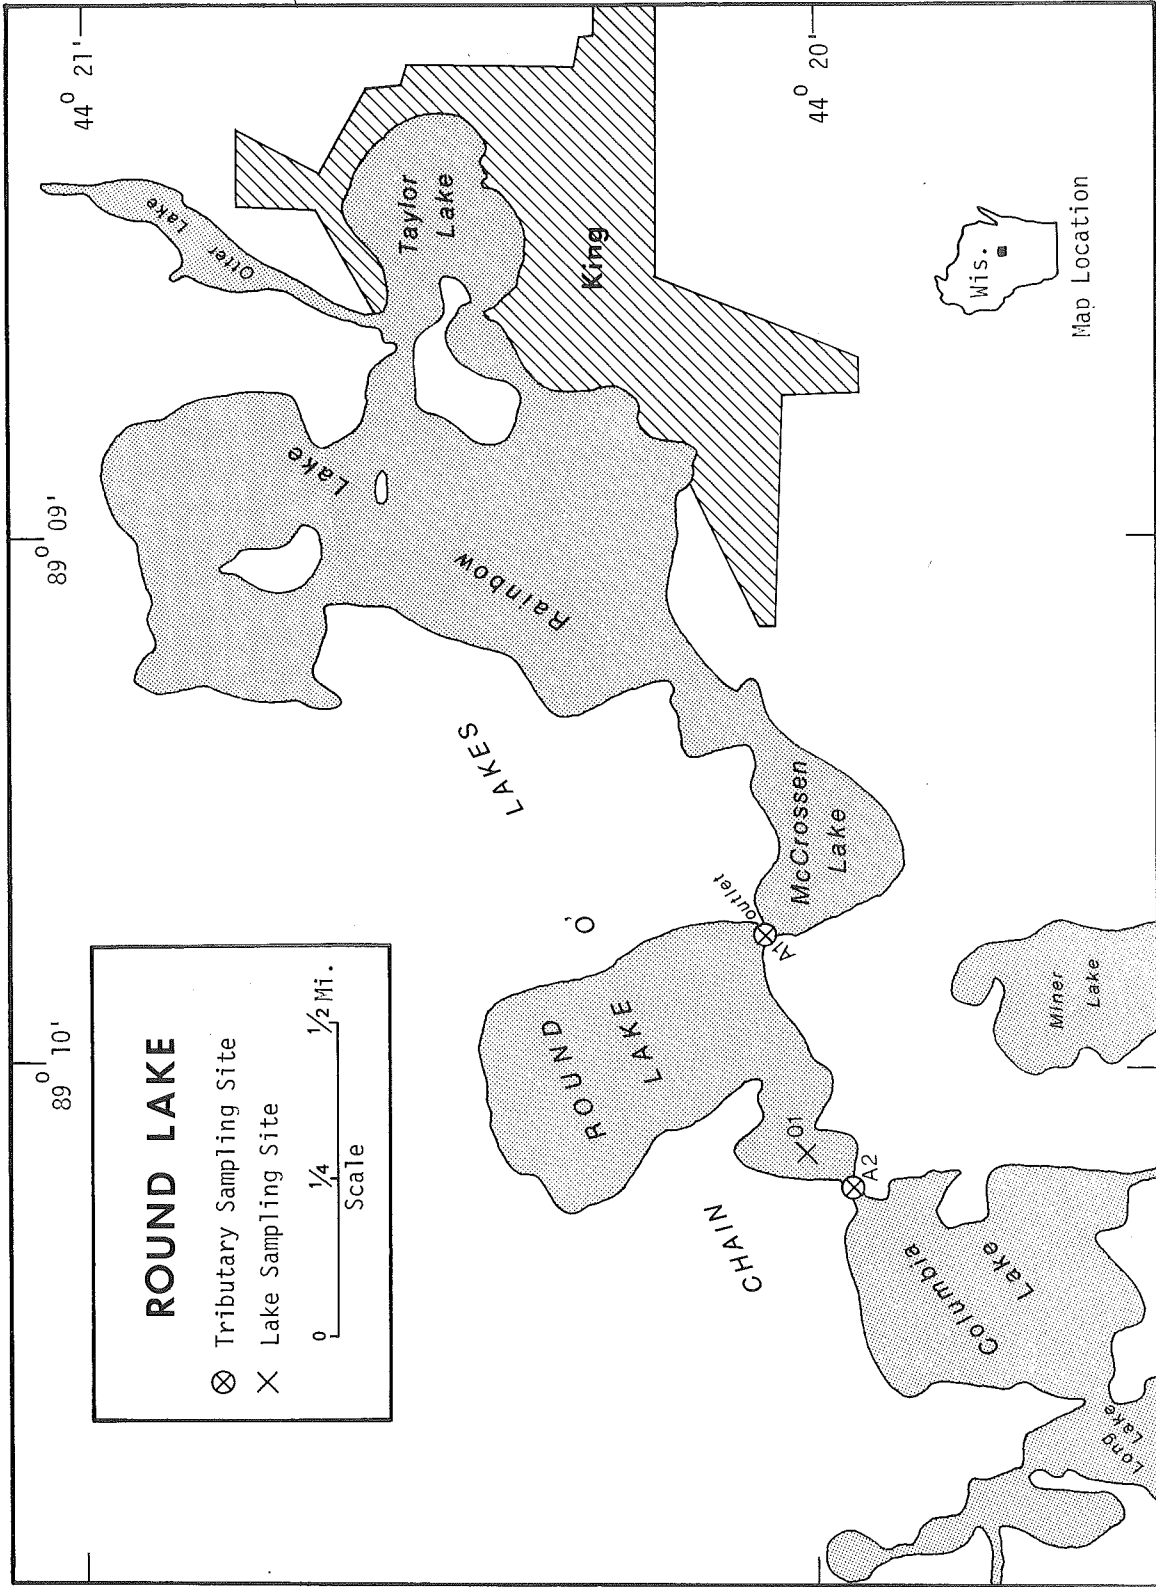 ROUND LAKE
Tributary Sampling Site
Lake Sampling Site
0 1/4 1/2 Mi.
Scale
89° 10'
89° 09'
44° 21'
44° 20'
Otter Lake
Taylor
Lake
King
Rainbow Lake
CHAIN O' LAKES
ROUND
LAKE
outlet
A1
McCrossen
Lake
01
A2
Columbia
Lake
Long
Lake
Miner
Lake
Wis.
Map Location